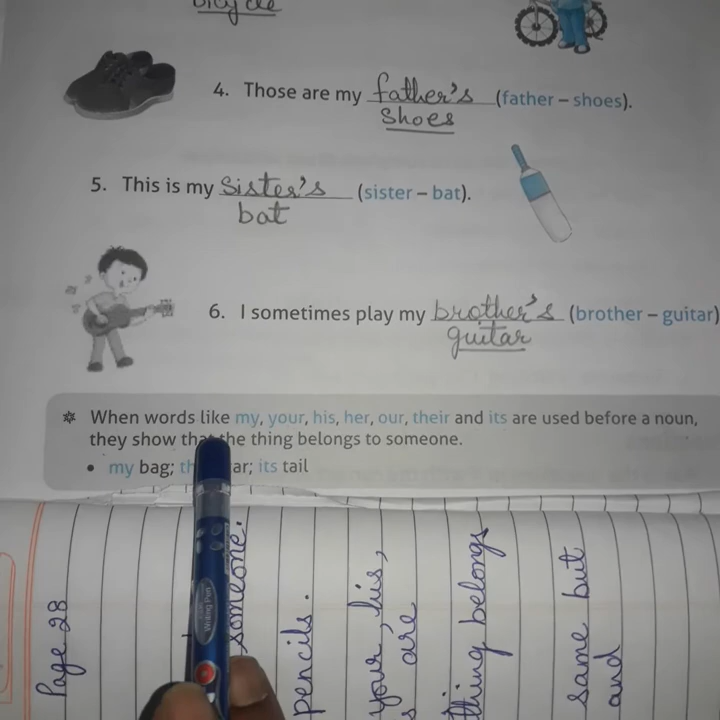 bicycle
4. Those are my father's (father – shoes).
shoes
5. This is my sister's (sister – bat).
bat
6. I sometimes play my brother's (brother – guitar)
guitar
When words like my, your, his, her, our, their and its are used before a noun,
they show that the thing belongs to someone.
• my bag; ar; its tail
Page 28
someone.
pencils.
your, his,
are
thing belongs
same but
and